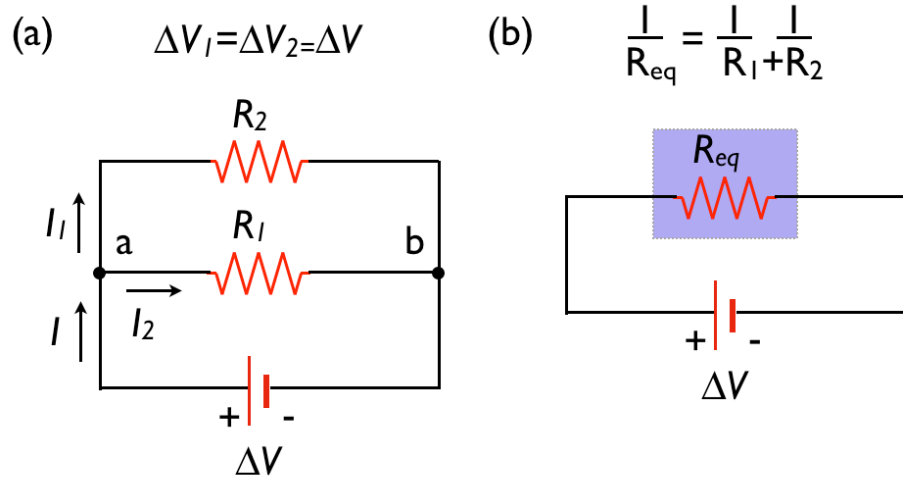 (a) ΔV₁=ΔV₂=ΔV
R₂
I₁
a
R₁
b
I
I₂
+ -
ΔV
(b) 1/Req = 1/R₁ + 1/R₂
Req
+ -
ΔV